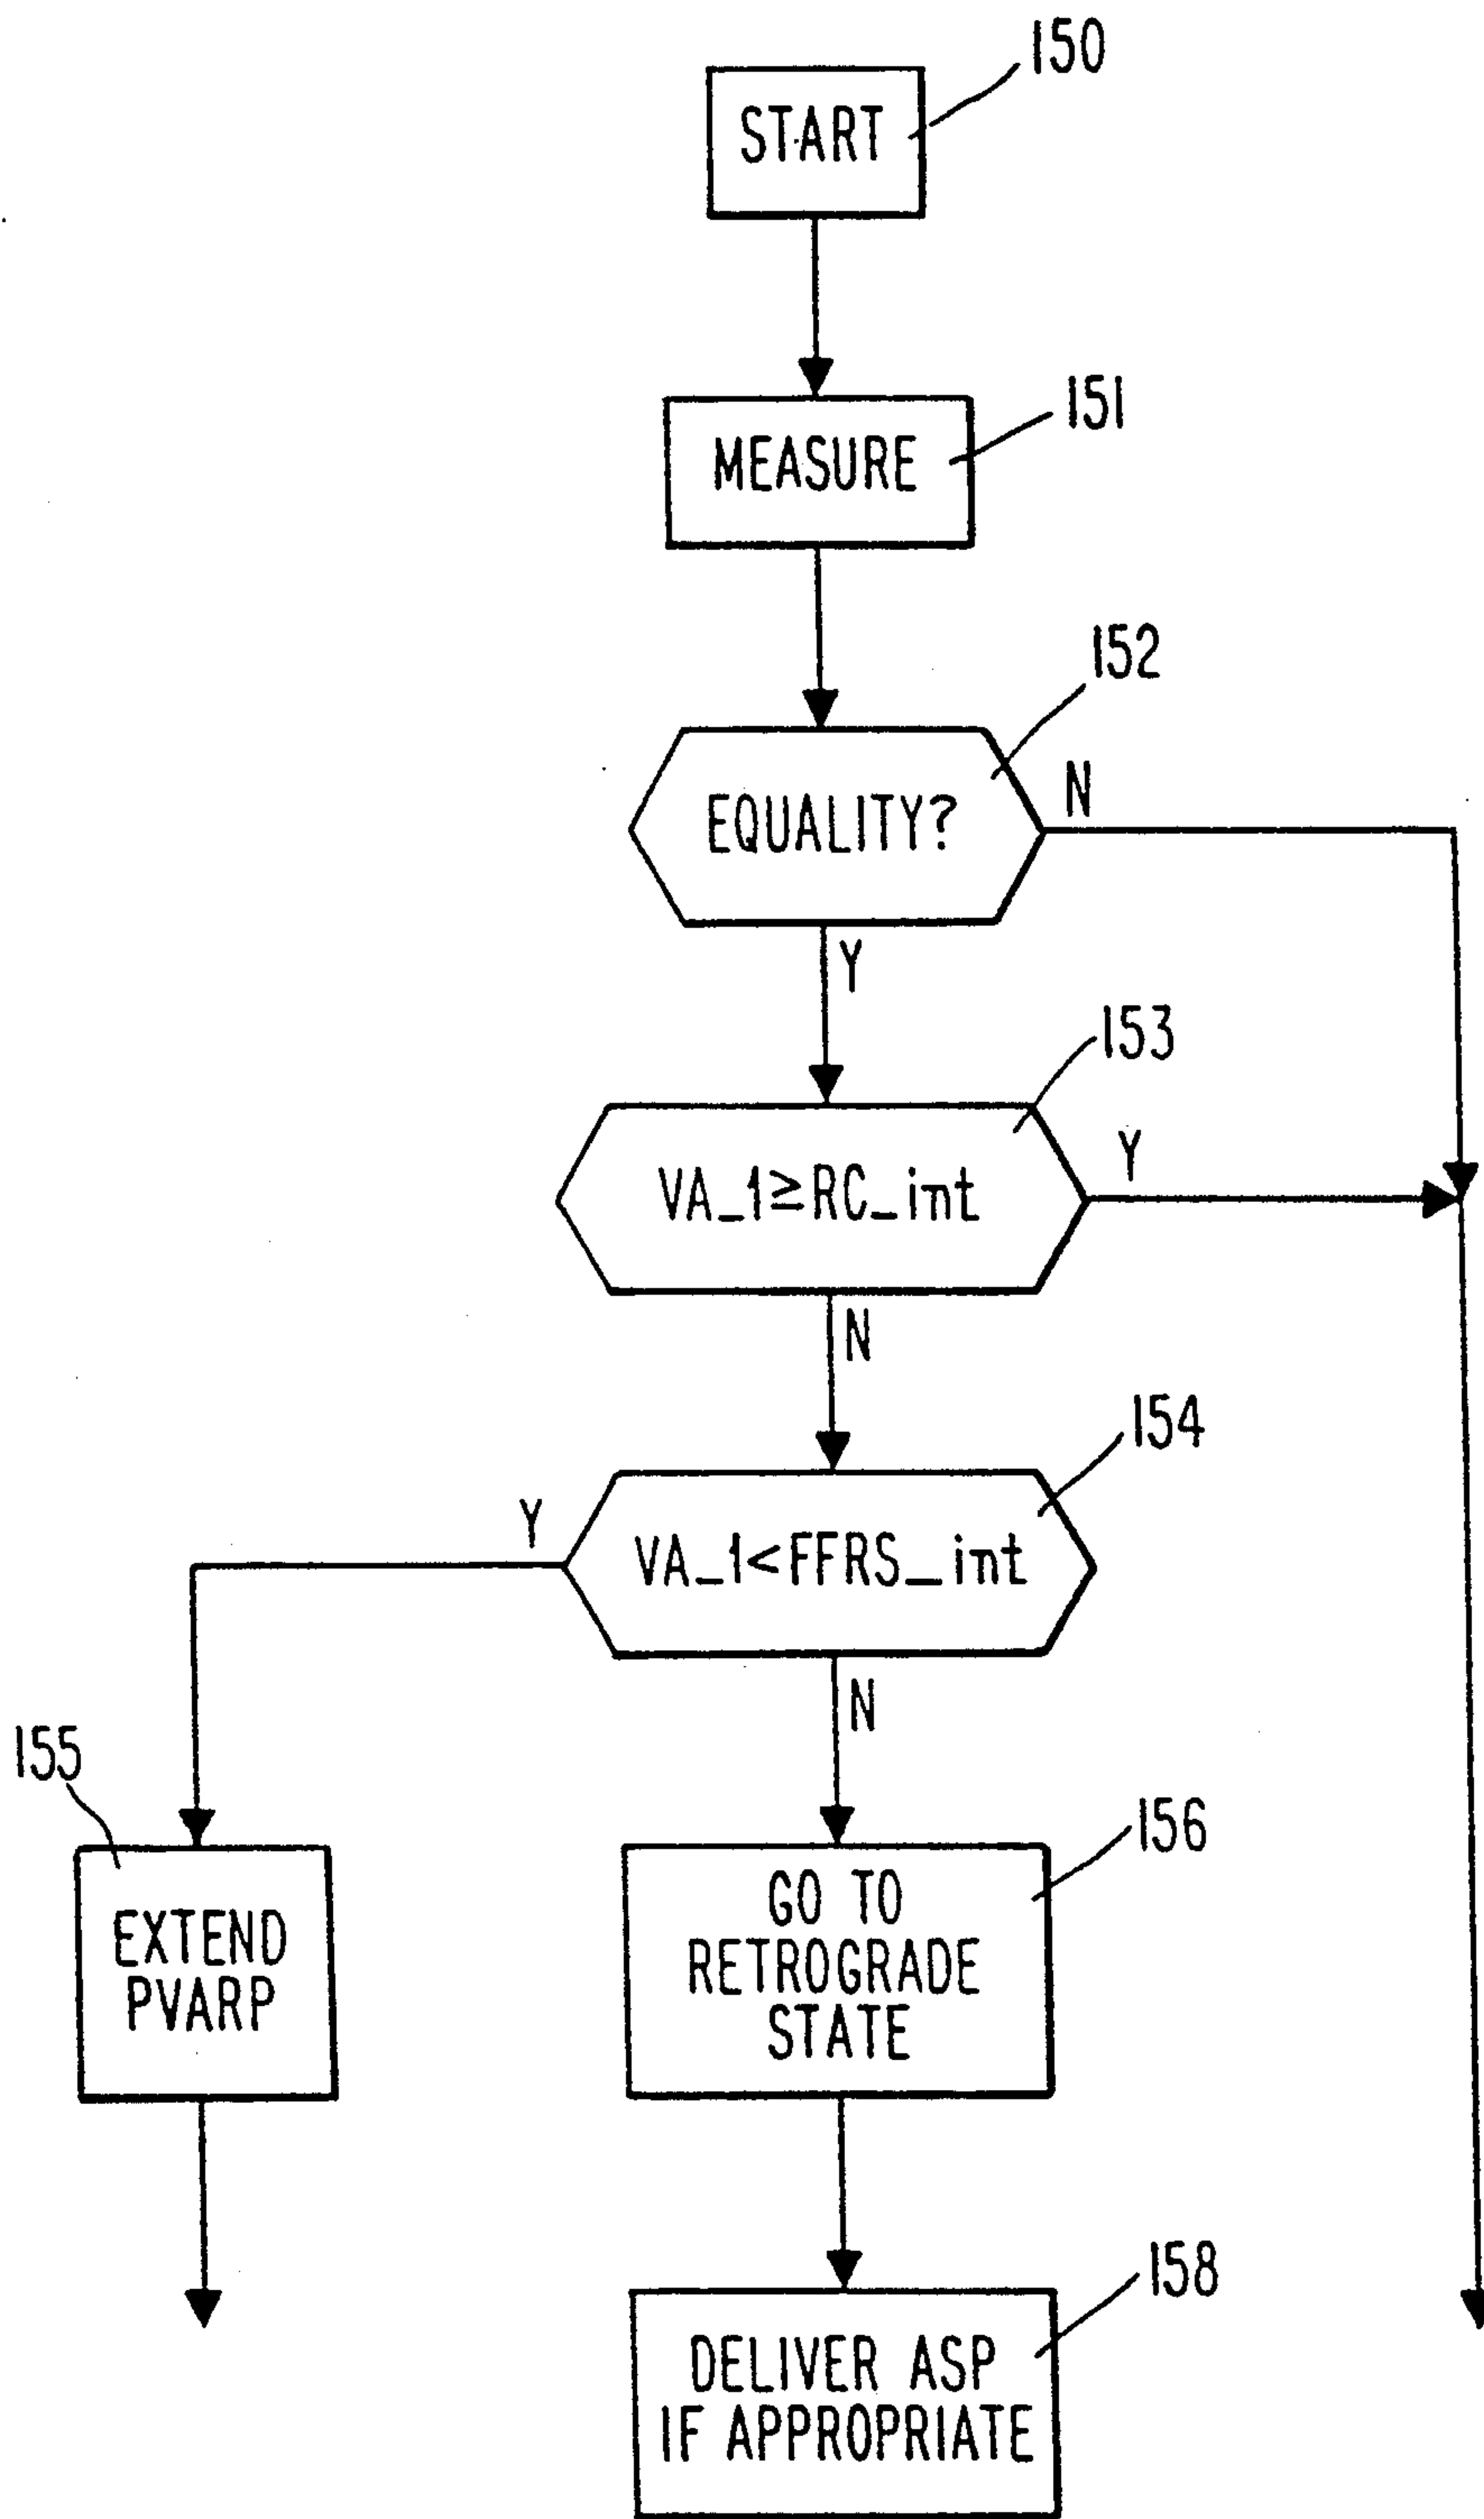 150
START
151
MEASURE
152
EQUALITY?
N
Y
153
VA_1≥RC_int
Y
N
154
Y
VA_1<FFRS_int
N
155
EXTEND
PVARP
156
GO TO
RETROGRADE
STATE
158
DELIVER ASP
IF APPROPRIATE